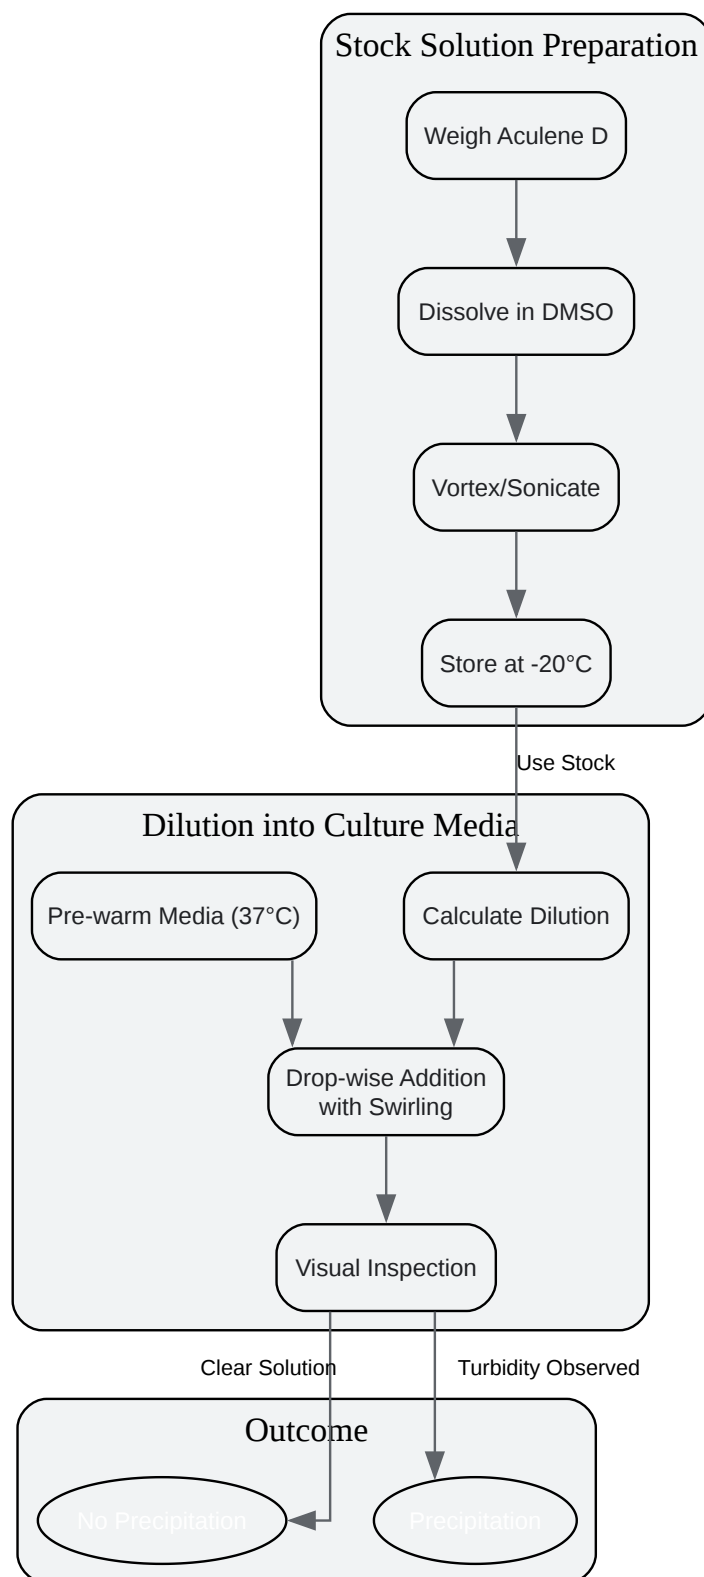 Stock Solution Preparation
Weigh Aculene D
Dissolve in DMSO
Vortex/Sonicate
Store at -20°C
Use Stock
Dilution into Culture Media
Pre-warm Media (37°C)
Calculate Dilution
Drop-wise Addition
with Swirling
Visual Inspection
Clear Solution
Turbidity Observed
Outcome
No Precipitation
Precipitation